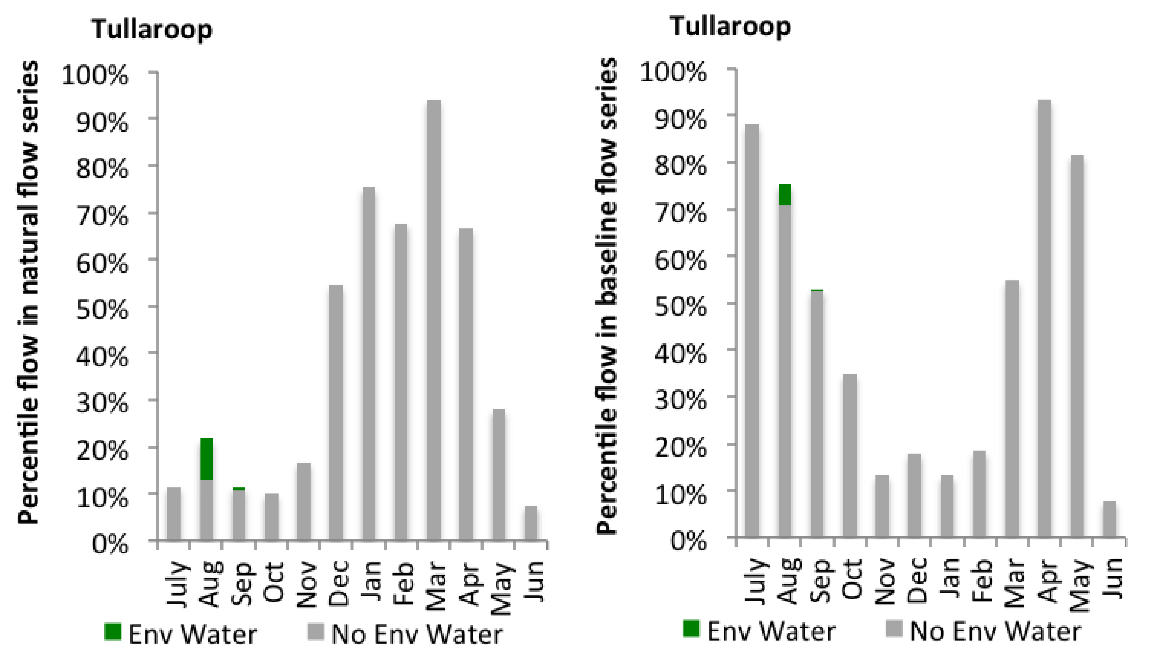 Tullaroop
Percentile flow in natural flow series
100%
90%
80%
70%
60%
50%
40%
30%
20%
10%
0%
July Aug Sep Oct Nov Dec Jan Feb Mar Apr May Jun
Env Water No Env Water
Tullaroop
Percentile flow in baseline flow series
100%
90%
80%
70%
60%
50%
40%
30%
20%
10%
0%
July Aug Sep Oct Nov Dec Jan Feb Mar Apr May Jun
Env Water No Env Water